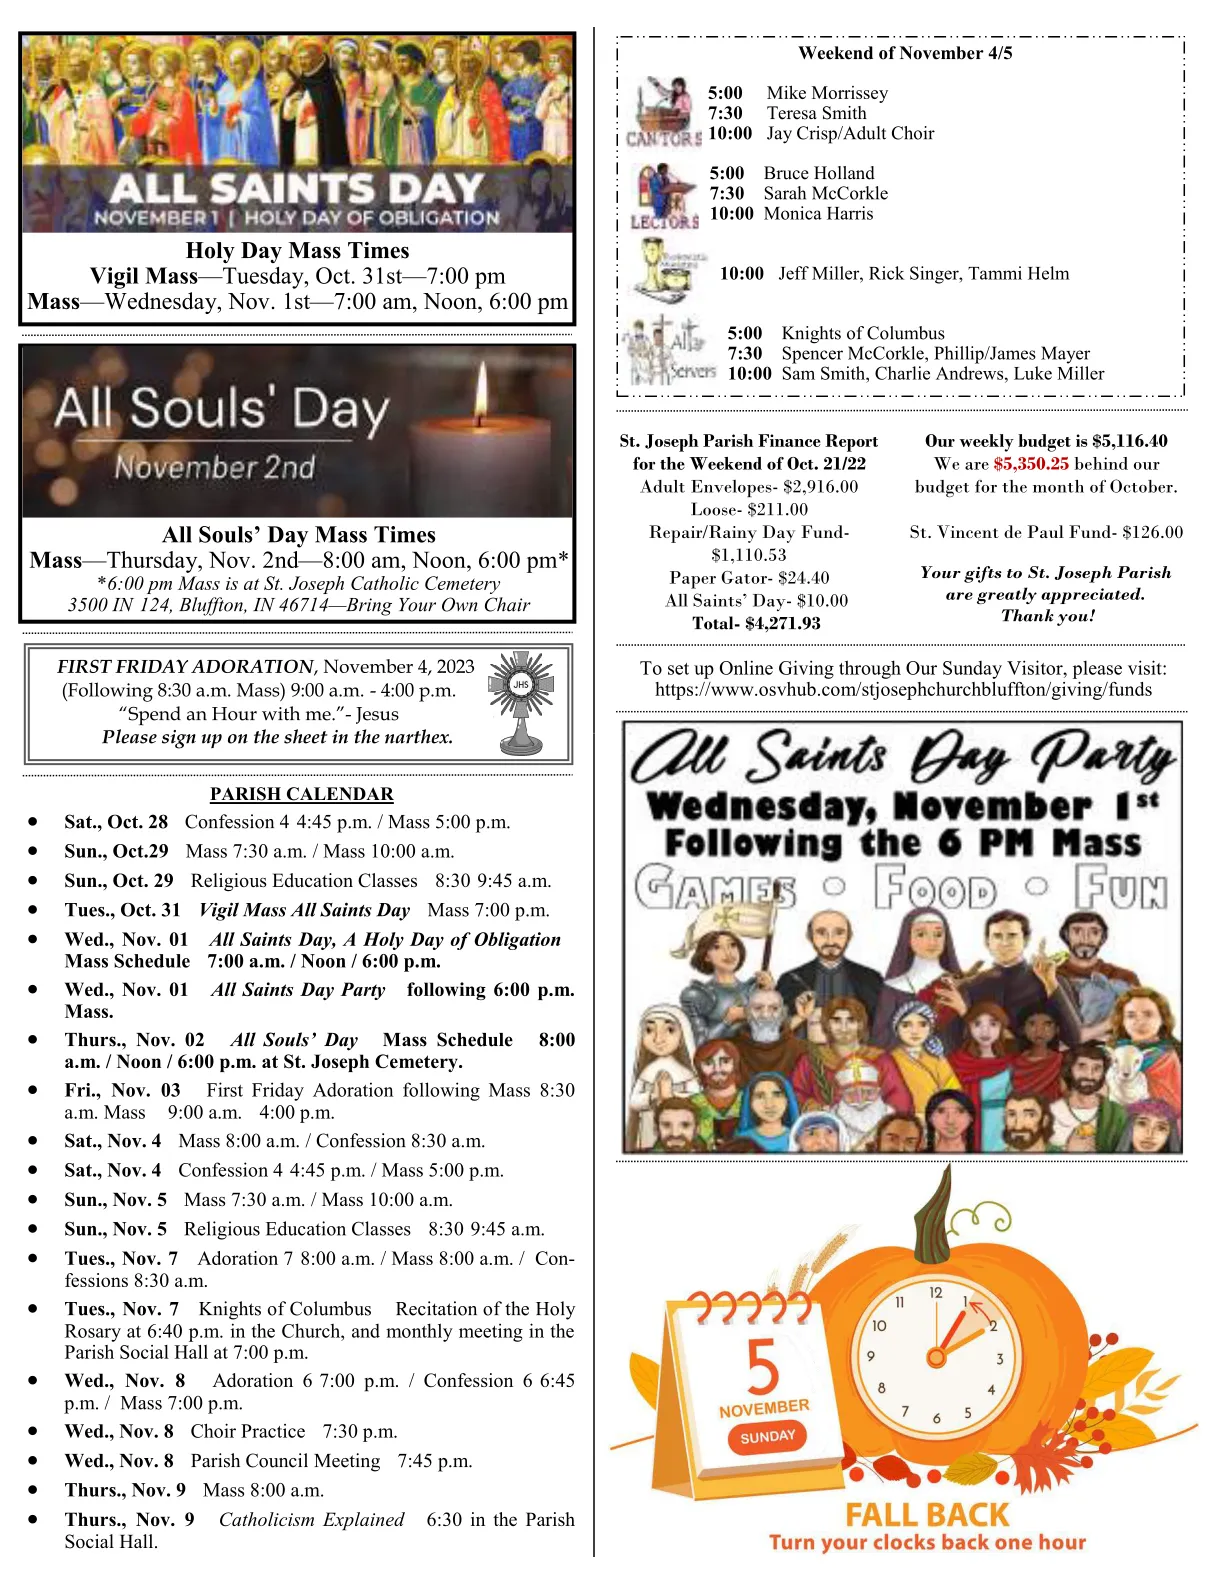 ALL SAINTS DAY
NOVEMBER 1 | HOLY DAY OF OBLIGATION
Holy Day Mass Times
Vigil Mass—Tuesday, Oct. 31st—7:00 pm
Mass—Wednesday, Nov. 1st—7:00 am, Noon, 6:00 pm
All Souls' Day
November 2nd
All Souls’ Day Mass Times
Mass—Thursday, Nov. 2nd—8:00 am, Noon, 6:00 pm*
*6:00 pm Mass is at St. Joseph Catholic Cemetery
3500 IN 124, Bluffton, IN 46714—Bring Your Own Chair
FIRST FRIDAY ADORATION, November 4, 2023
(Following 8:30 a.m. Mass) 9:00 a.m. - 4:00 p.m.
“Spend an Hour with me.”- Jesus
Please sign up on the sheet in the narthex.
JHS
PARISH CALENDAR
• Sat., Oct. 28 Confession 4 4:45 p.m. / Mass 5:00 p.m.
• Sun., Oct.29 Mass 7:30 a.m. / Mass 10:00 a.m.
• Sun., Oct. 29 Religious Education Classes 8:30 9:45 a.m.
• Tues., Oct. 31 Vigil Mass All Saints Day Mass 7:00 p.m.
• Wed., Nov. 01 All Saints Day, A Holy Day of Obligation
Mass Schedule 7:00 a.m. / Noon / 6:00 p.m.
• Wed., Nov. 01 All Saints Day Party following 6:00 p.m.
Mass.
• Thurs., Nov. 02 All Souls’ Day Mass Schedule 8:00
a.m. / Noon / 6:00 p.m. at St. Joseph Cemetery.
• Fri., Nov. 03 First Friday Adoration following Mass 8:30
a.m. Mass 9:00 a.m. 4:00 p.m.
• Sat., Nov. 4 Mass 8:00 a.m. / Confession 8:30 a.m.
• Sat., Nov. 4 Confession 4 4:45 p.m. / Mass 5:00 p.m.
• Sun., Nov. 5 Mass 7:30 a.m. / Mass 10:00 a.m.
• Sun., Nov. 5 Religious Education Classes 8:30 9:45 a.m.
• Tues., Nov. 7 Adoration 7 8:00 a.m. / Mass 8:00 a.m. / Con-
fessions 8:30 a.m.
• Tues., Nov. 7 Knights of Columbus Recitation of the Holy
Rosary at 6:40 p.m. in the Church, and monthly meeting in the
Parish Social Hall at 7:00 p.m.
• Wed., Nov. 8 Adoration 6 7:00 p.m. / Confession 6 6:45
p.m. / Mass 7:00 p.m.
• Wed., Nov. 8 Choir Practice 7:30 p.m.
• Wed., Nov. 8 Parish Council Meeting 7:45 p.m.
• Thurs., Nov. 9 Mass 8:00 a.m.
• Thurs., Nov. 9 Catholicism Explained 6:30 in the Parish
Social Hall.
Weekend of November 4/5
CANTORS
5:00 Mike Morrissey
7:30 Teresa Smith
10:00 Jay Crisp/Adult Choir
LECTORS
5:00 Bruce Holland
7:30 Sarah McCorkle
10:00 Monica Harris
10:00 Jeff Miller, Rick Singer, Tammi Helm
Altar
Servers
5:00 Knights of Columbus
7:30 Spencer McCorkle, Phillip/James Mayer
10:00 Sam Smith, Charlie Andrews, Luke Miller
St. Joseph Parish Finance Report
for the Weekend of Oct. 21/22
Adult Envelopes- $2,916.00
Loose- $211.00
Repair/Rainy Day Fund-
$1,110.53
Paper Gator- $24.40
All Saints’ Day- $10.00
Total- $4,271.93
Our weekly budget is $5,116.40
We are $5,350.25 behind our
budget for the month of October.
St. Vincent de Paul Fund- $126.00
Your gifts to St. Joseph Parish
are greatly appreciated.
Thank you!
To set up Online Giving through Our Sunday Visitor, please visit:
https://www.osvhub.com/stjosephchurchbluffton/giving/funds
All Saints Day Party
Wednesday, November 1st
Following the 6 PM Mass
GAMES • FOOD • FUN
5
NOVEMBER
SUNDAY
12
1
2
3
4
5
6
7
8
9
10
11
FALL BACK
Turn your clocks back one hour